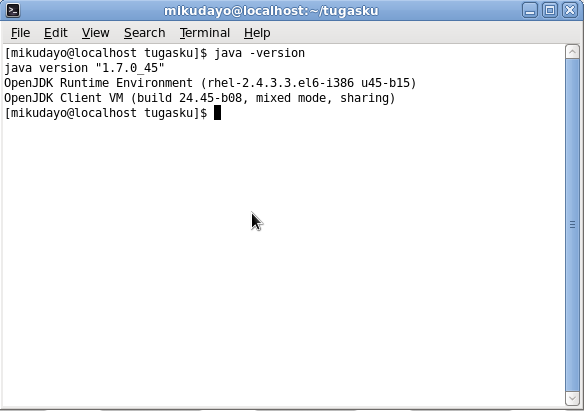 mikudayo@localhost:~/tugasku
File Edit View Search Terminal Help
[mikudayo@localhost tugasku]$ java -version
java version "1.7.0_45"
OpenJDK Runtime Environment (rhel-2.4.3.3.el6-i386 u45-b15)
OpenJDK Client VM (build 24.45-b08, mixed mode, sharing)
[mikudayo@localhost tugasku]$